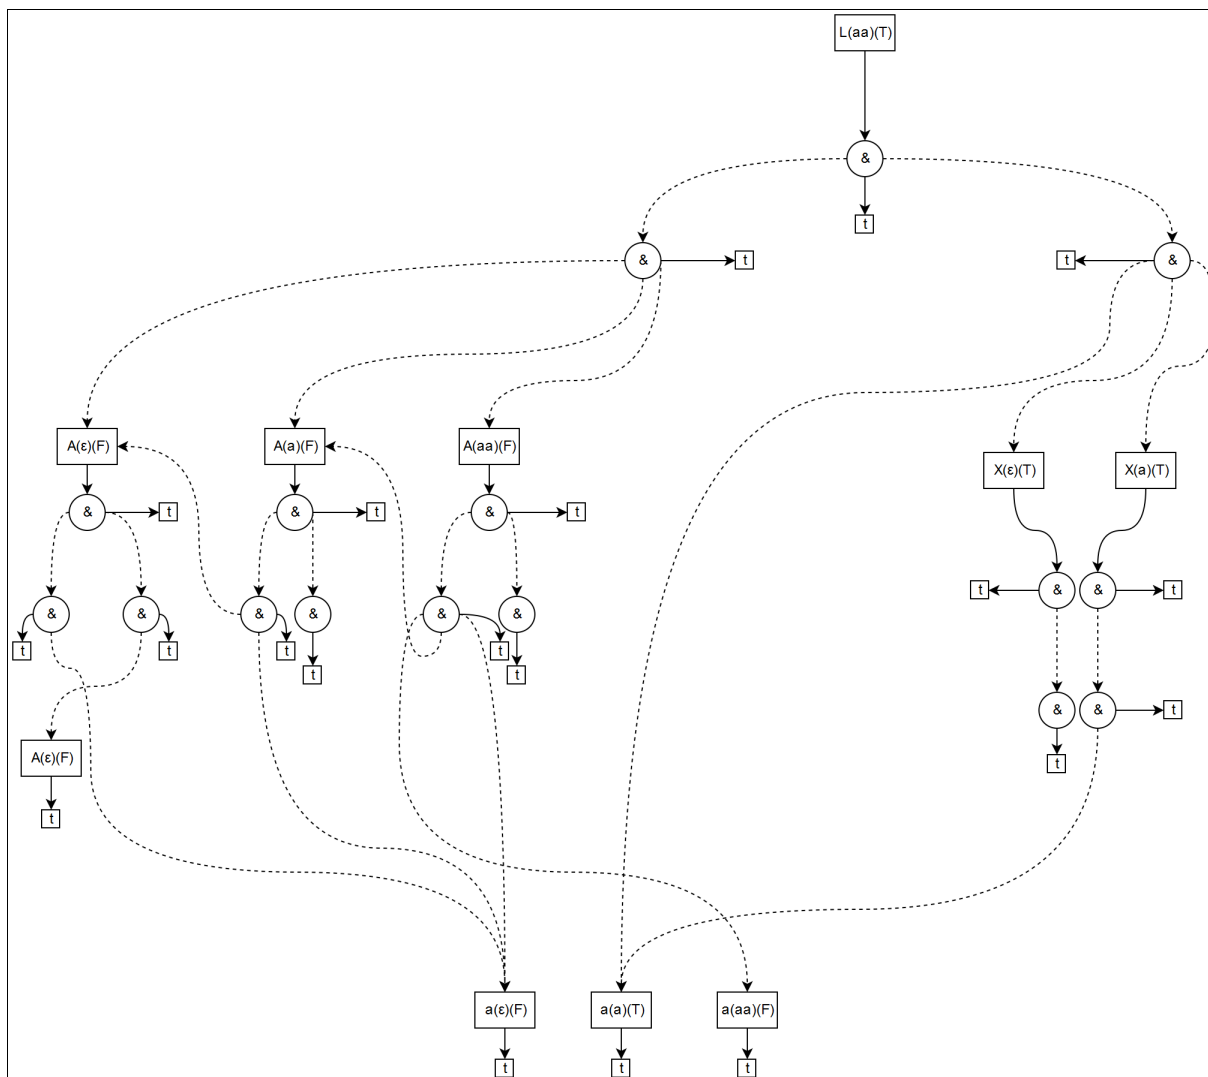 L(aa)(T)
&
t
& t
t &
A(ε)(F) A(a)(F) A(aa)(F)
X(ε)(T) X(a)(T)
& t & t & t
t & & t
& & & & & &
t t t t
t t
& & t
A(ε)(F)
t
t
a(ε)(F) a(a)(T) a(aa)(F)
t t t